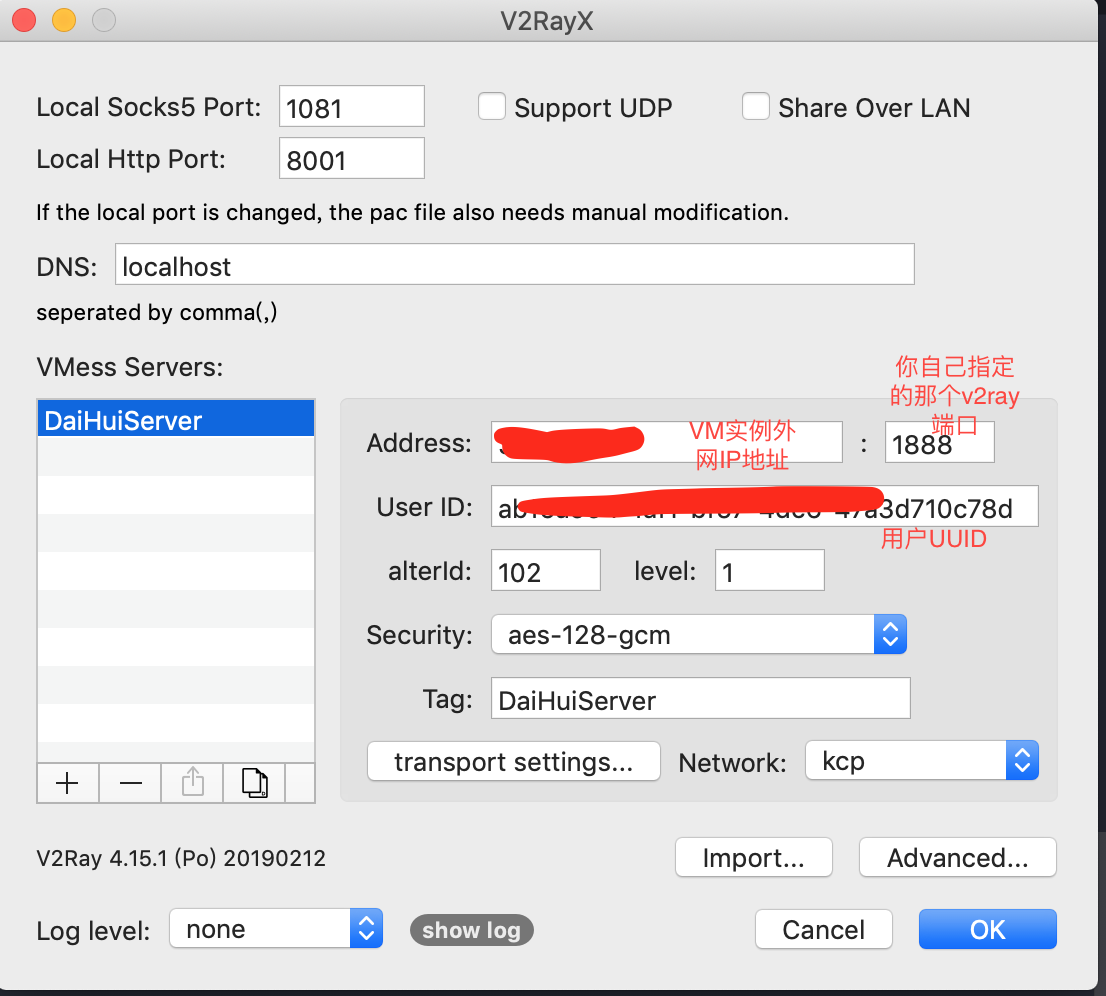 V2RayX
Local Socks5 Port: 1081 Support UDP Share Over LAN
Local Http Port: 8001
If the local port is changed, the pac file also needs manual modification.
DNS: localhost
seperated by comma(,)
VMess Servers:
你自己指定
的那个v2ray
端口
DaiHuiServer
Address: : 1888
VM实例外
网IP地址
User ID: a3d710c78d
用户UUID
alterId: 102 level: 1
Security: aes-128-gcm
Tag: DaiHuiServer
transport settings... Network: kcp
V2Ray 4.15.1 (Po) 20190212
Import... Advanced...
Log level: none show log Cancel OK